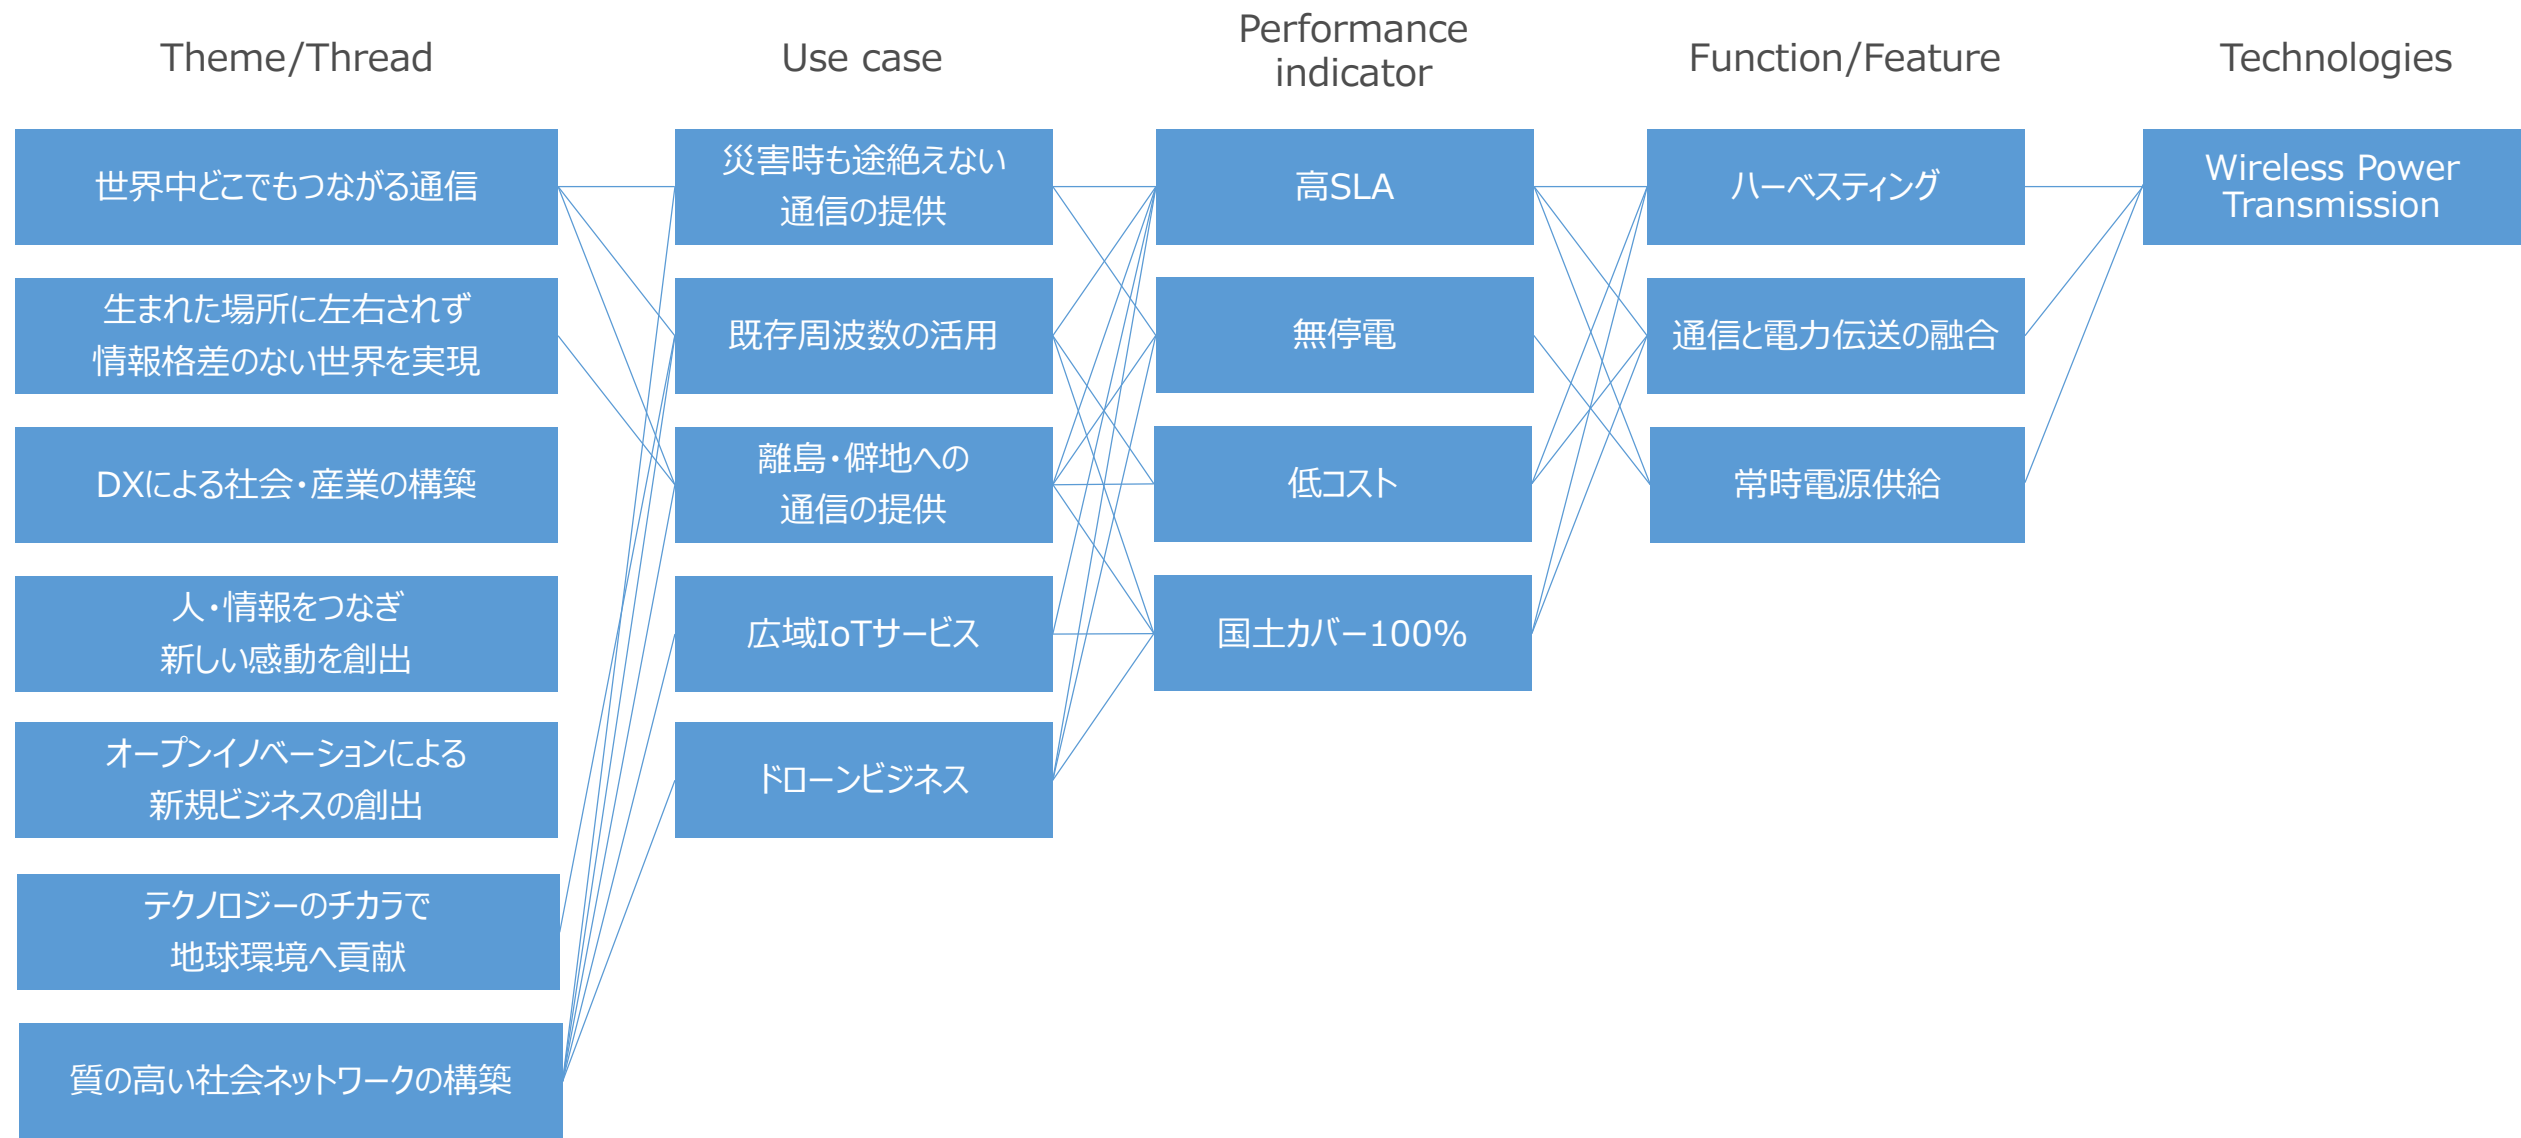 Theme/Thread
Use case
Performance
indicator
Function/Feature
Technologies
世界中どこでもつながる通信
災害時も途絶えない
通信の提供
高SLA
ハーベスティング
Wireless Power
Transmission
生まれた場所に左右されず
情報格差のない世界を実現
既存周波数の活用
無停電
通信と電力伝送の融合
DXによる社会・産業の構築
離島・僻地への
通信の提供
低コスト
常時電源供給
人・情報をつなぎ
新しい感動を創出
広域IoTサービス
国土カバー100%
オープンイノベーションによる
新規ビジネスの創出
ドローンビジネス
テクノロジーのチカラで
地球環境へ貢献
質の高い社会ネットワークの構築